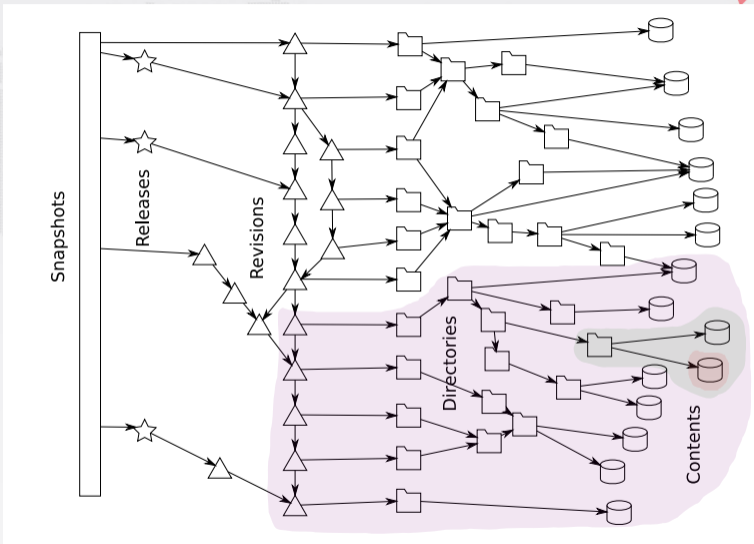 Snapshots
Releases
Revisions
Directories
Contents